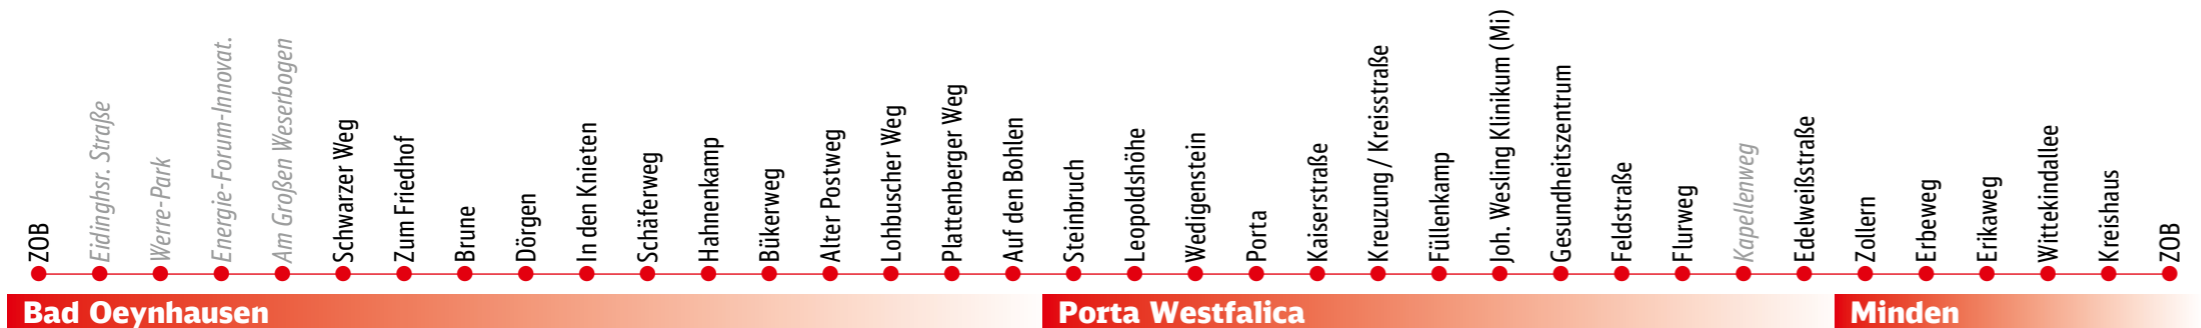 ZOB
Eidinghsr. Straße
Werre-Park
Energie-Forum-Innovat.
Am Großen Weserbogen
Schwarzer Weg
Zum Friedhof
Brune
Dörgen
In den Knieten
Schäferweg
Hahnenkamp
Bükerweg
Alter Postweg
Lohbuscher Weg
Plattenberger Weg
Auf den Bohlen
Steinbruch
Leopoldshöhe
Wedigenstein
Porta
Kaiserstraße
Kreuzung / Kreisstraße
Füllenkamp
Joh. Wesling Klinikum (Mi)
Gesundheitszentrum
Feldstraße
Flurweg
Kapellenweg
Edelweißstraße
Zollern
Erbeweg
Erikaweg
Wittekindallee
Kreishaus
ZOB
Bad Oeynhausen
Porta Westfalica
Minden